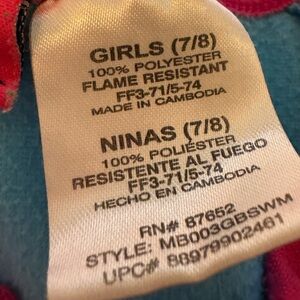 GIRLS (7/8)
100% POLYESTER
FLAME RESISTANT
FF3-71/5-74
MADE IN CAMBODIA
NINAS (7/8)
100% POLIÉSTER
RESISTENTE AL FUEGO
FF3-71/5-74
HECHO EN CAMBODIA
RN# 87652
STYLE: MB003GBSWM
UPC# 88979902461